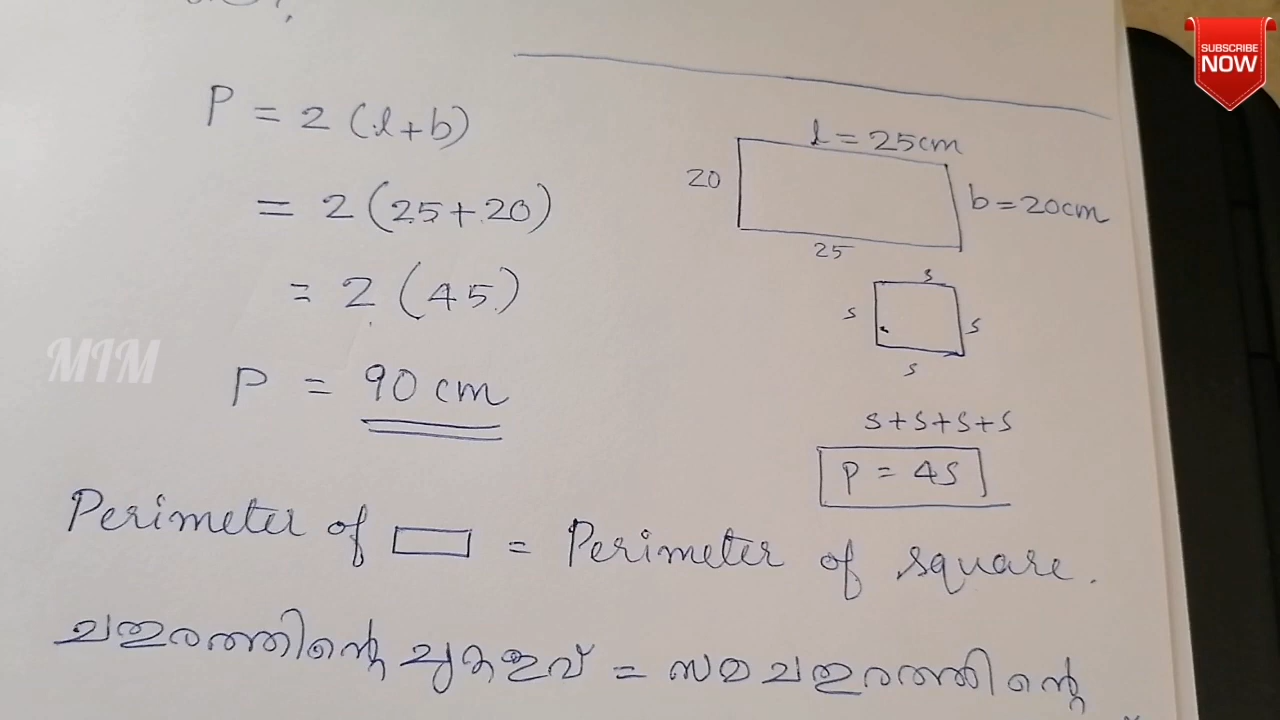 SUBSCRIBE
NOW
P = 2 (l+b)
= 2 (25+20)
= 2 (45)
P = 90 cm
l = 25cm
20
b = 20cm
25
s
s
s
s
s+s+s+s
P = 4s
MIM
Perimeter of ▭ = Perimeter of square.
ചതുരത്തിന്റെ ചുറ്റളവ് = സമചതുരത്തിന്റെ